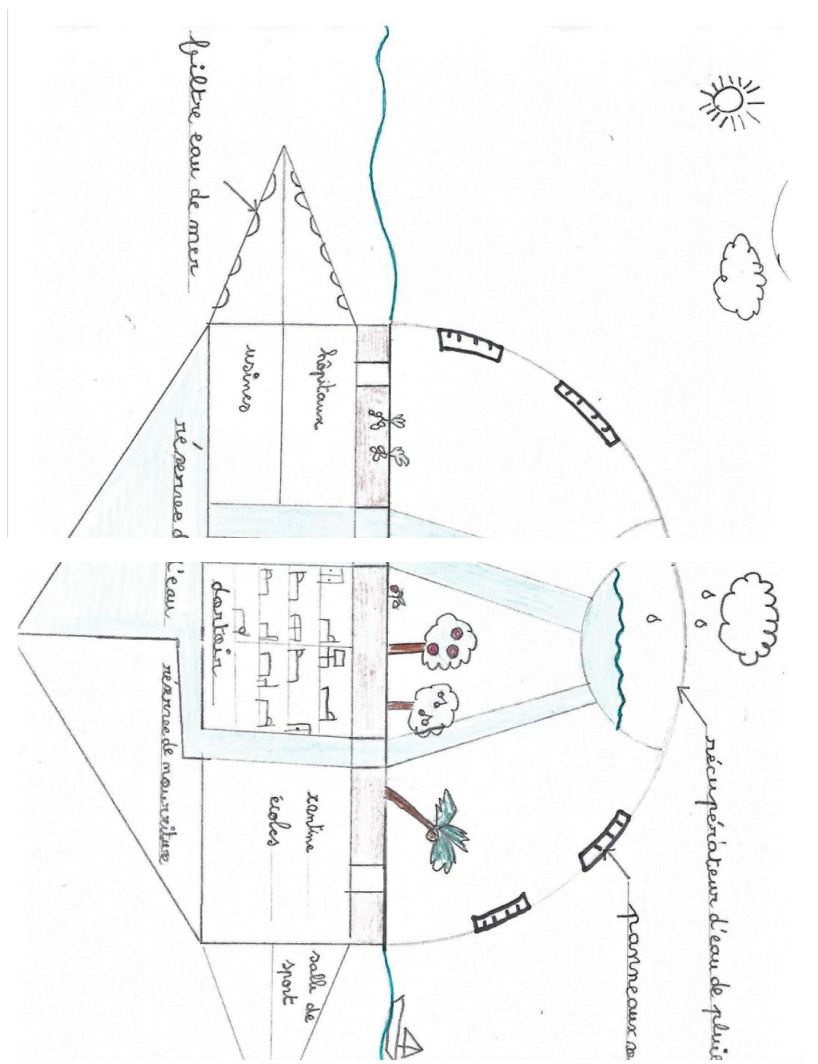 récupérateur d'eau de pluie
panneaux
hôpitaux
cantine
salle de
sport
usines
écoles
dortoir
réserve d'eau
réserve de nourriture
filtre eau de mer